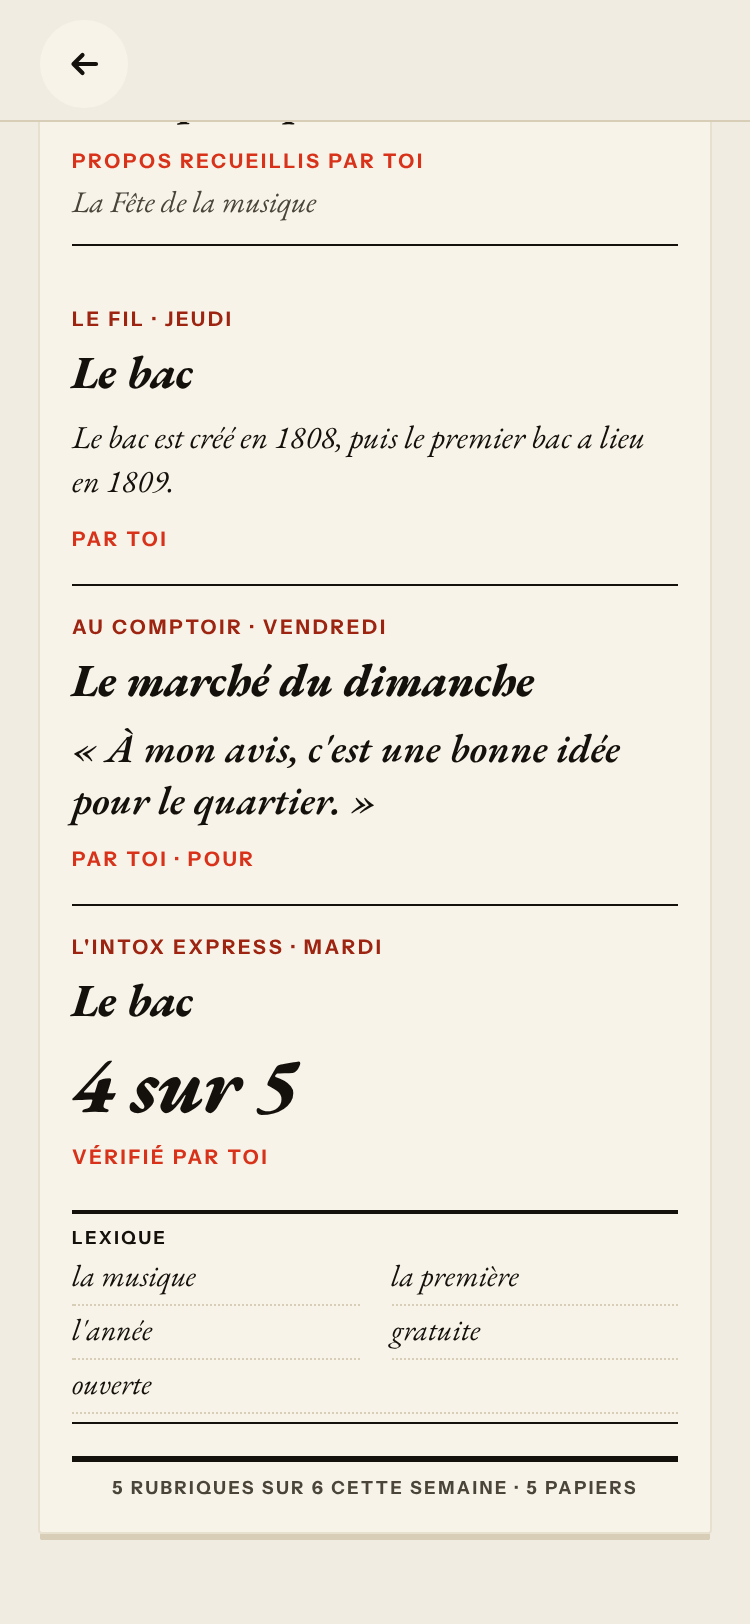 PROPOS RECUEILLIS PAR TOI
La Fête de la musique
LE FIL · JEUDI
Le bac
Le bac est créé en 1808, puis le premier bac a lieu
en 1809.
PAR TOI
AU COMPTOIR · VENDREDI
Le marché du dimanche
« À mon avis, c'est une bonne idée
pour le quartier. »
PAR TOI · POUR
L'INTOX EXPRESS · MARDI
Le bac
4 sur 5
VÉRIFIÉ PAR TOI
LEXIQUE
la musique
la première
l'année
gratuite
ouverte
5 RUBRIQUES SUR 6 CETTE SEMAINE · 5 PAPIERS